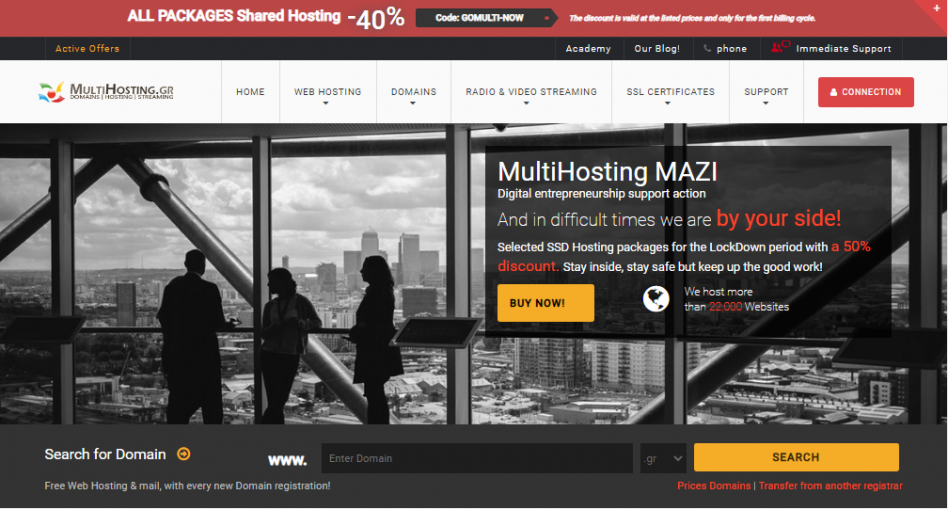 ALL PACKAGES Shared Hosting -40% Code: GOMULTI-NOW The discount is valid at the listed prices and only for the first billing cycle. +
Active Offers Academy Our Blog! phone Immediate Support
MULTIHOSTING.GR
DOMAINS | HOSTING | STREAMING
HOME WEB HOSTING DOMAINS RADIO & VIDEO STREAMING SSL CERTIFICATES SUPPORT CONNECTION
MultiHosting MAZI
Digital entrepreneurship support action
And in difficult times we are by your side!
Selected SSD Hosting packages for the LockDown period with a 50%
discount. Stay inside, stay safe but keep up the good work!
BUY NOW!
We host more
than 22,000 Websites
Search for Domain www. Enter Domain .gr SEARCH
Free Web Hosting & mail, with every new Domain registration! Prices Domains | Transfer from another registrar